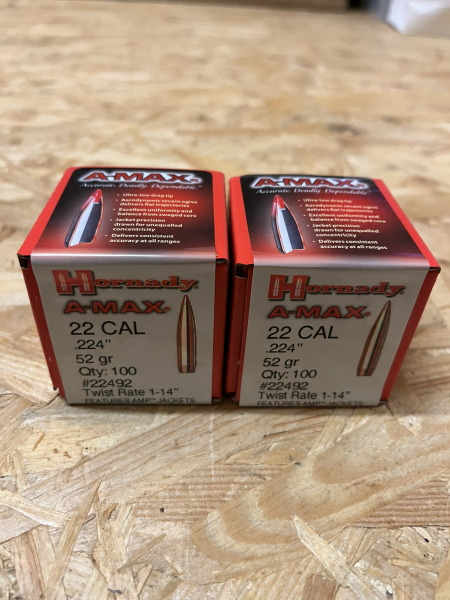 A-MAX®
Accurate. Deadly. Dependable.™
• Ultra-low drag tip
• Aerodynamic secant ogive
delivers flat trajectories
• Excellent uniformity and
balance from swaged core
• Jacket precision
drawn for unequalled
concentricity
• Delivers consistent
accuracy at all ranges
Hornady
A-MAX®
22 CAL
.224"
52 gr
Qty: 100
#22492
Twist Rate 1-14"
FEATURES AMP™ JACKETS
A-MAX®
Accurate. Deadly. Dependable.™
• Ultra-low drag tip
• Aerodynamic secant ogive
delivers flat trajectories
• Excellent uniformity and
balance from swaged core
• Jacket precision
drawn for unequalled
concentricity
• Delivers consistent
accuracy at all ranges
Hornady
A-MAX®
22 CAL
.224"
52 gr
Qty: 100
#22492
Twist Rate 1-14"
FEATURES AMP™ JACKETS